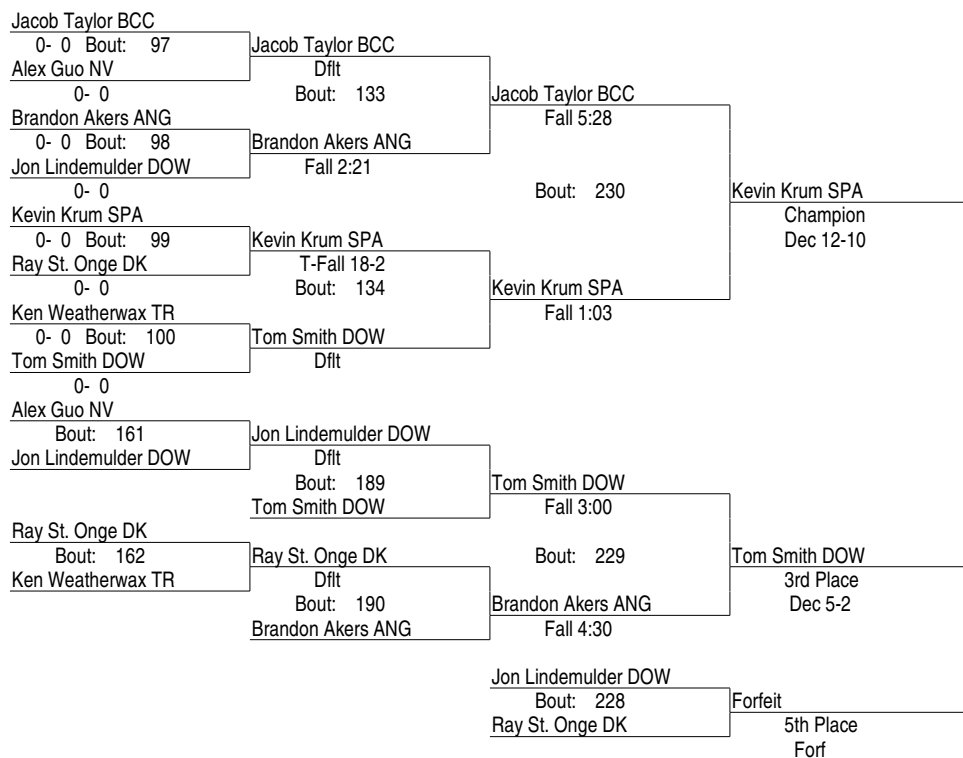 Jacob Taylor BCC
0- 0 Bout: 97 Jacob Taylor BCC
Alex Guo NV Dflt
0- 0 Bout: 133 Jacob Taylor BCC
Brandon Akers ANG Fall 5:28
0- 0 Bout: 98 Brandon Akers ANG
Jon Lindemulder DOW Fall 2:21
0- 0 Bout: 230 Kevin Krum SPA
Kevin Krum SPA Champion
0- 0 Bout: 99 Kevin Krum SPA Dec 12-10
Ray St. Onge DK T-Fall 18-2
0- 0 Bout: 134 Kevin Krum SPA
Ken Weatherwax TR Fall 1:03
0- 0 Bout: 100 Tom Smith DOW
Tom Smith DOW Dflt
0- 0
Alex Guo NV
Bout: 161 Jon Lindemulder DOW
Jon Lindemulder DOW Dflt
Bout: 189 Tom Smith DOW
Tom Smith DOW Fall 3:00
Ray St. Onge DK
Bout: 162 Ray St. Onge DK Bout: 229 Tom Smith DOW
Ken Weatherwax TR Dflt 3rd Place
Bout: 190 Brandon Akers ANG Dec 5-2
Brandon Akers ANG Fall 4:30
Jon Lindemulder DOW
Bout: 228 Forfeit
Ray St. Onge DK 5th Place
Forf